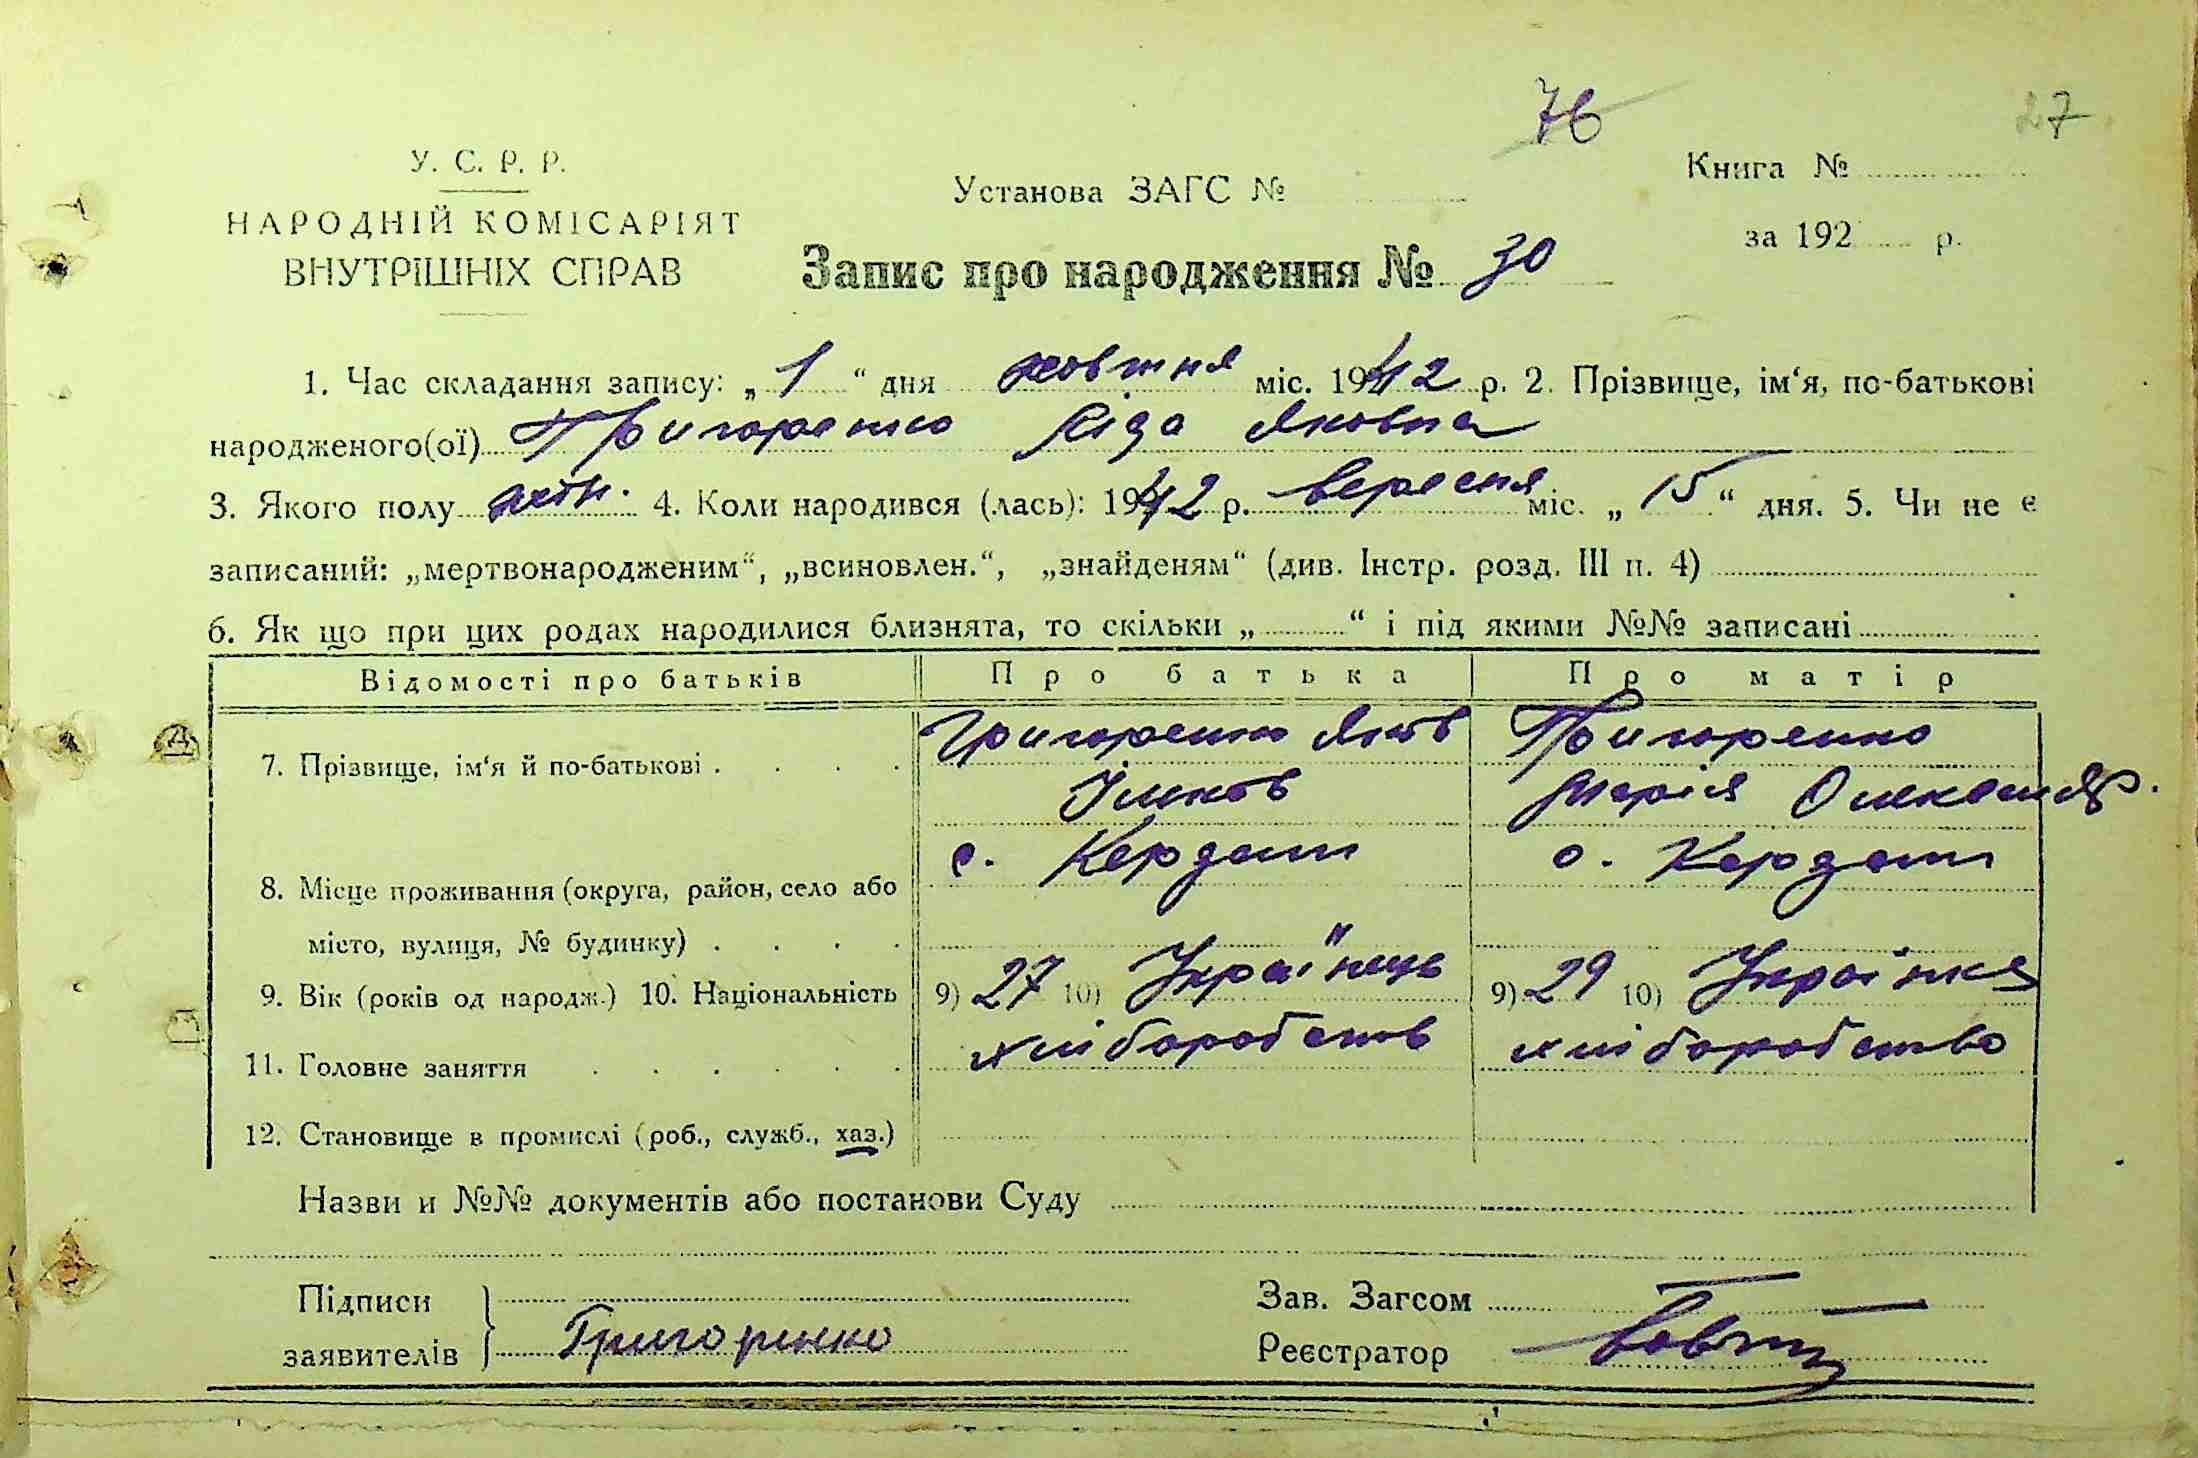 76
27
У. С. Р. Р.
НАРОДНІЙ КОМІСАРІЯТ
ВНУТРІШНІХ СПРАВ
Установа ЗАГС №
Книга №
за 192 р.
Запис про народження № 30
1. Час складання запису: „ 1 “ дня жовтня міс. 1942 р. 2. Прізвище, ім‘я, по-батькові
народженого(ої) Григоренко Ліда Яковна
3. Якого полу жін. 4. Коли народився (лась): 1942 р. вересня міс. „ 15 “ дня. 5. Чи не є
записаний: „мертвонародженим“, „всиновлен.“, „знайденям“ (див. Інстр. розд. III п. 4)
6. Як що при цих родах народилися близнята, то скільки „ “ і під якими №№ записані
Відомості про батьків Про батька Про матір
7. Прізвище, ім‘я й по-батькові Григоренко Яков Григоренко
Ільков Марія Олександр.
с. Кердани с. Кердани
8. Місце проживання (округа, район, село або
місто, вулиця, № будинку)
9. Вік (років од народж.) 10. Національність 9) 27 10) Українець 9) 29 10) Українка
11. Головне заняття хліборобств хліборобство
12. Становище в промислі (роб., служб., хаз.)
Назви и №№ документів або постанови Суду
Підписи
заявителів Григоренко
Зав. Загсом
Реєстратор